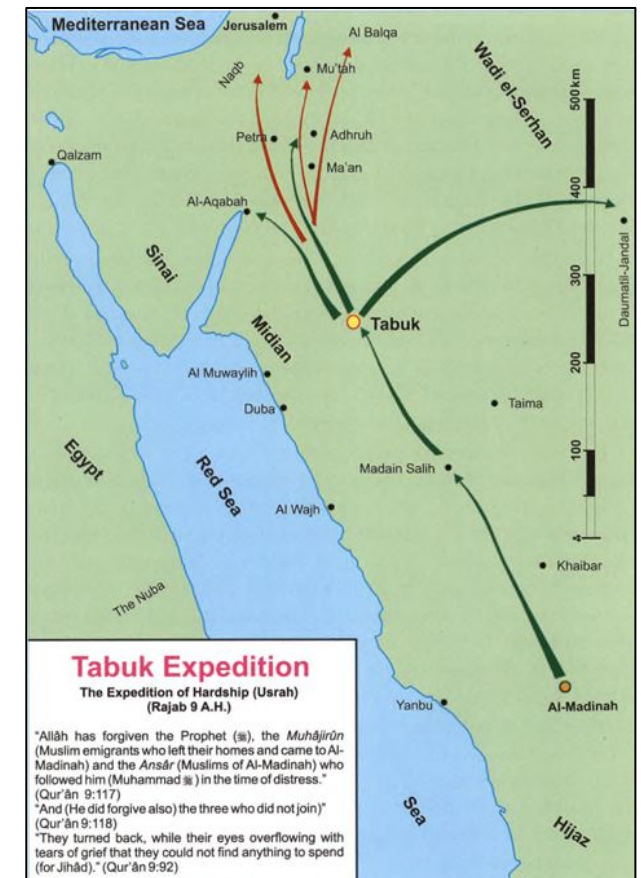 Mediterranean Sea
Jerusalem
Al Balqa
Naqb
Mu'tah
Wadi el-Serhan
500km
Petra
Adhruh
Qalzam
Ma'an
400
Al-Aqabah
Sinai
Daumatil-Jandal
300
Midian
Tabuk
Al Muwaylih
200
Duba
Taima
Egypt
Red Sea
100
Madain Salih
Al Wajh
Khaibar
The Nuba
Tabuk Expedition
The Expedition of Hardship (Usrah)
(Rajab 9 A.H.)
"Allâh has forgiven the Prophet (ﷺ), the Muhâjirûn
(Muslim emigrants who left their homes and came to Al-
Madinah) and the Ansâr (Muslims of Al-Madinah) who
followed him (Muhammad ﷺ) in the time of distress."
(Qur'ân 9:117)
"And (He did forgive also) the three who did not join)"
(Qur'ân 9:118)
"They turned back, while their eyes overflowing with
tears of grief that they could not find anything to spend
(for Jihâd)." (Qur'ân 9:92)
Yanbu
Al-Madinah
Sea
Hijaz